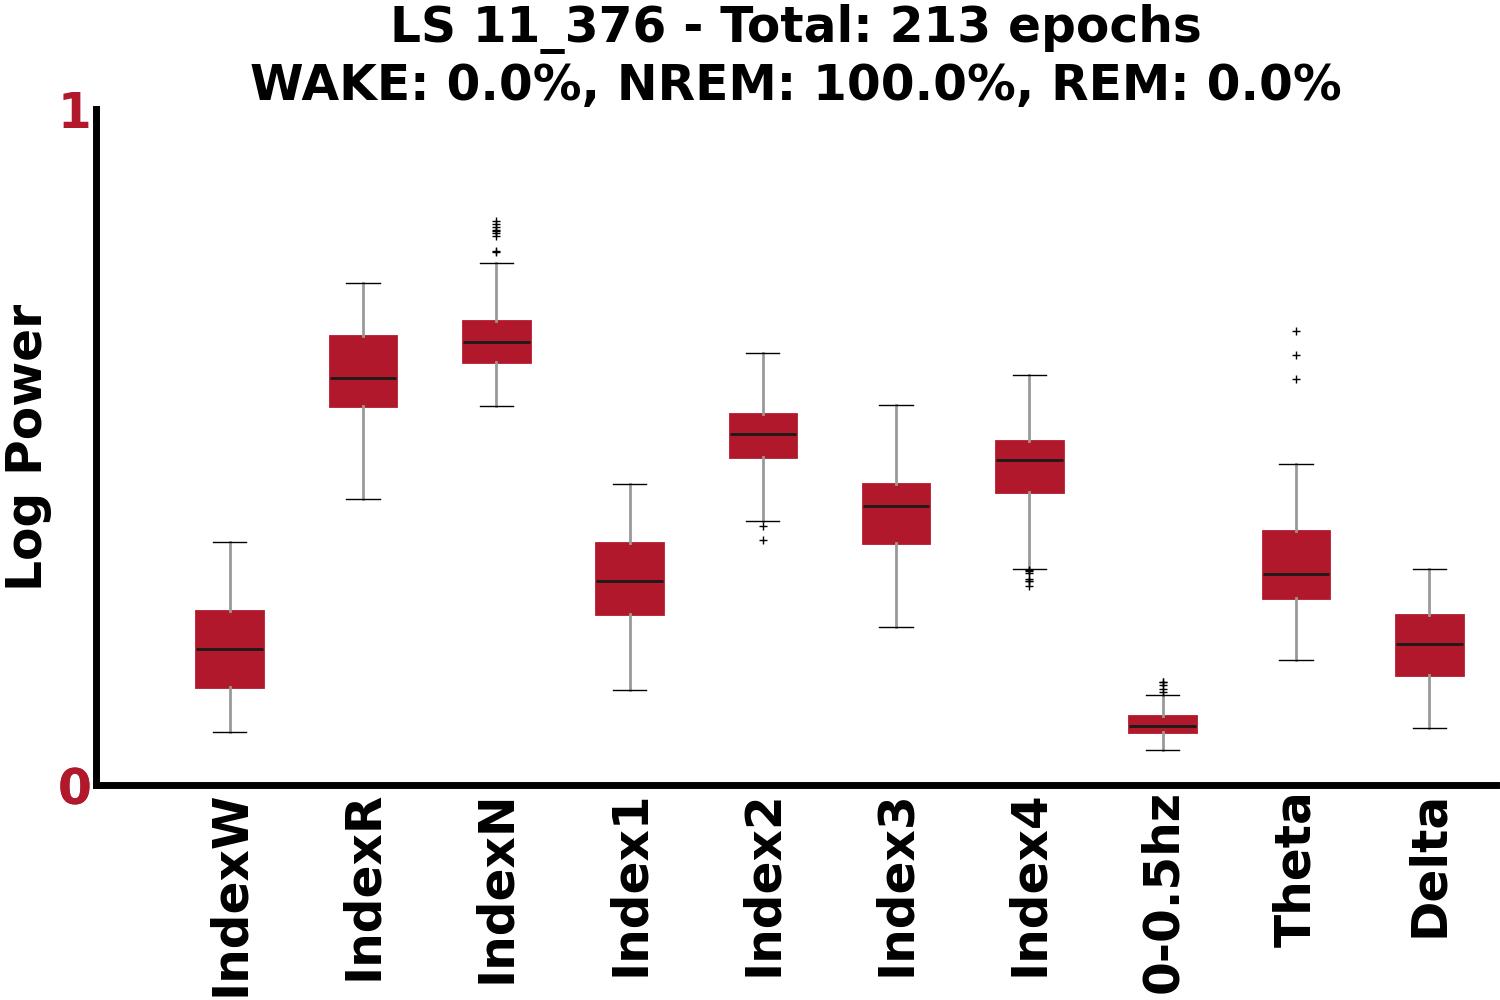 LS 11_376 - Total: 213 epochs
WAKE: 0.0%, NREM: 100.0%, REM: 0.0%
1
Log Power
0
IndexW
IndexR
IndexN
Index1
Index2
Index3
Index4
0-0.5hz
Theta
Delta